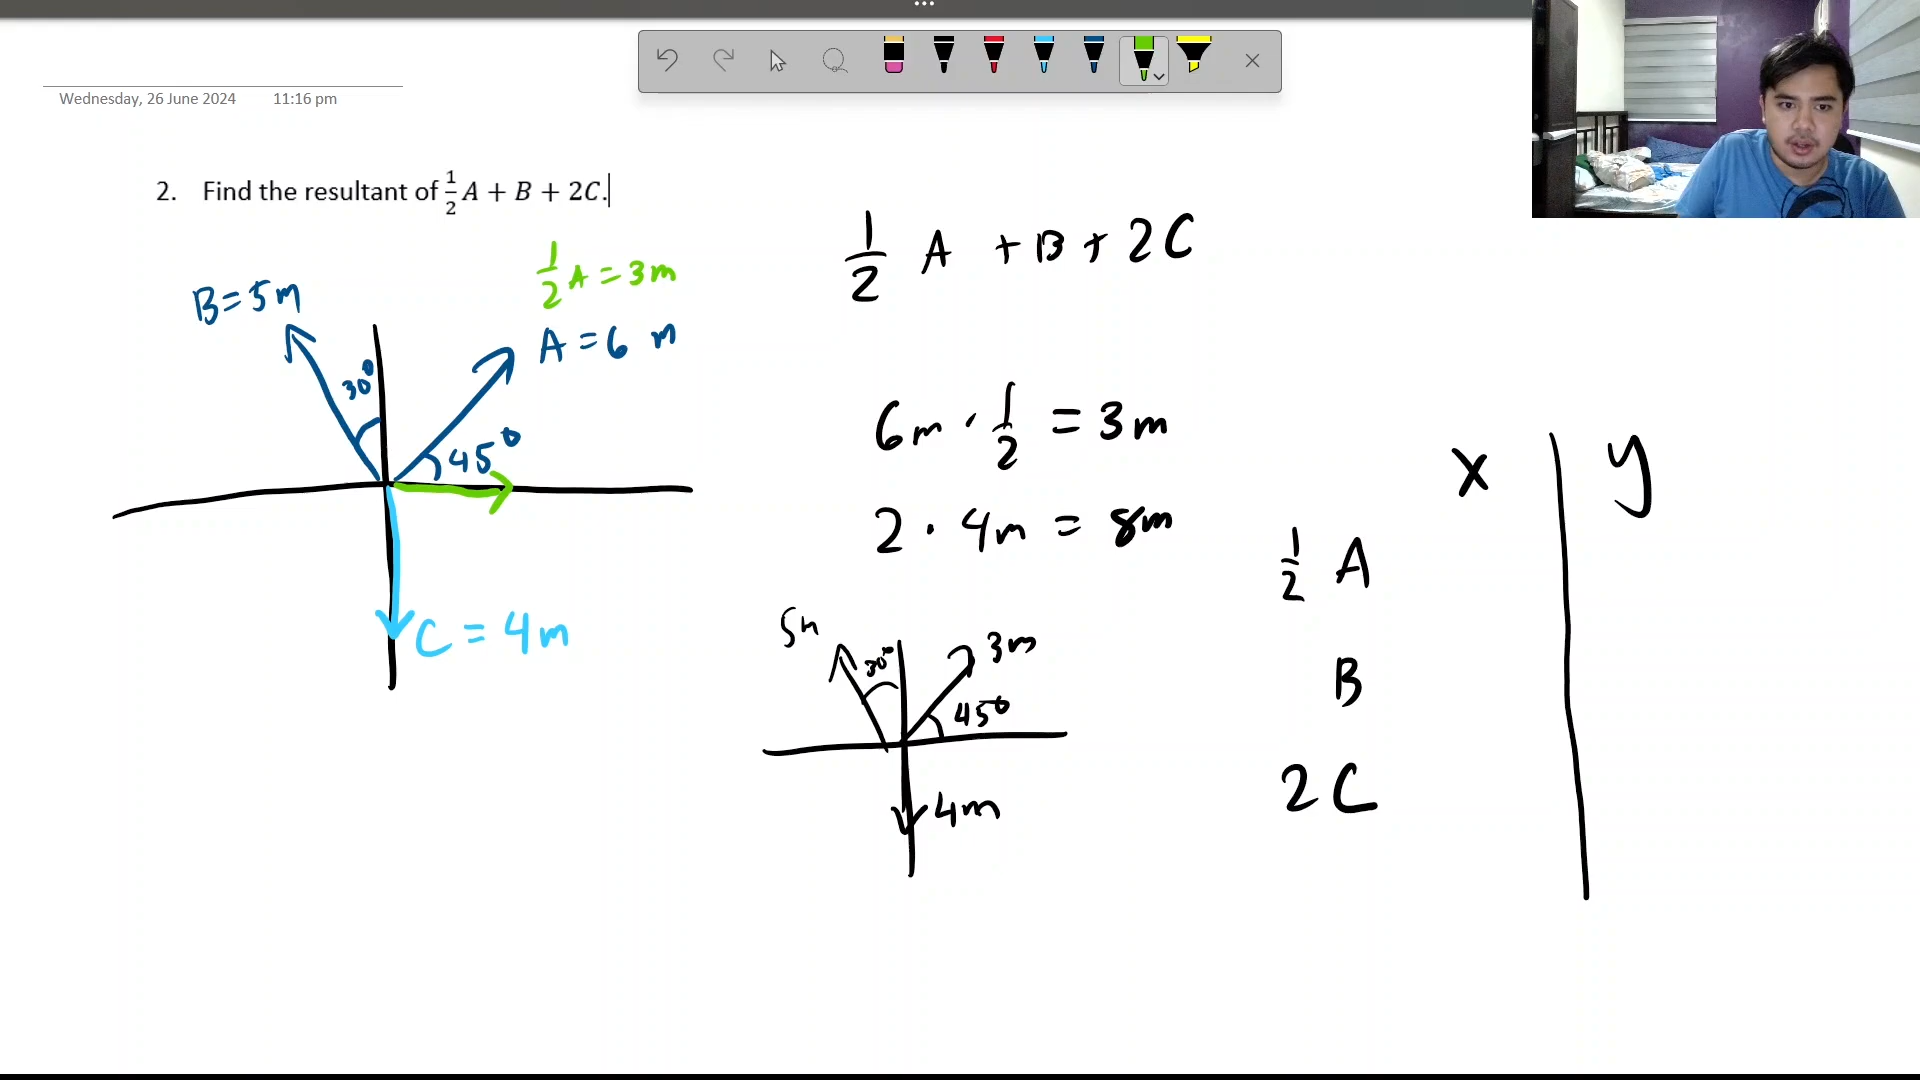 Wednesday, 26 June 2024 11:16 pm
2. Find the resultant of 1/2 A + B + 2C.
1/2 A = 3m
B = 5m
A = 6 m
30°
45°
C = 4m
1/2 A + B + 2C
6m · 1/2 = 3m
2 · 4m = 8m
5m
30°
3m
45°
4m
x y
1/2 A
B
2C